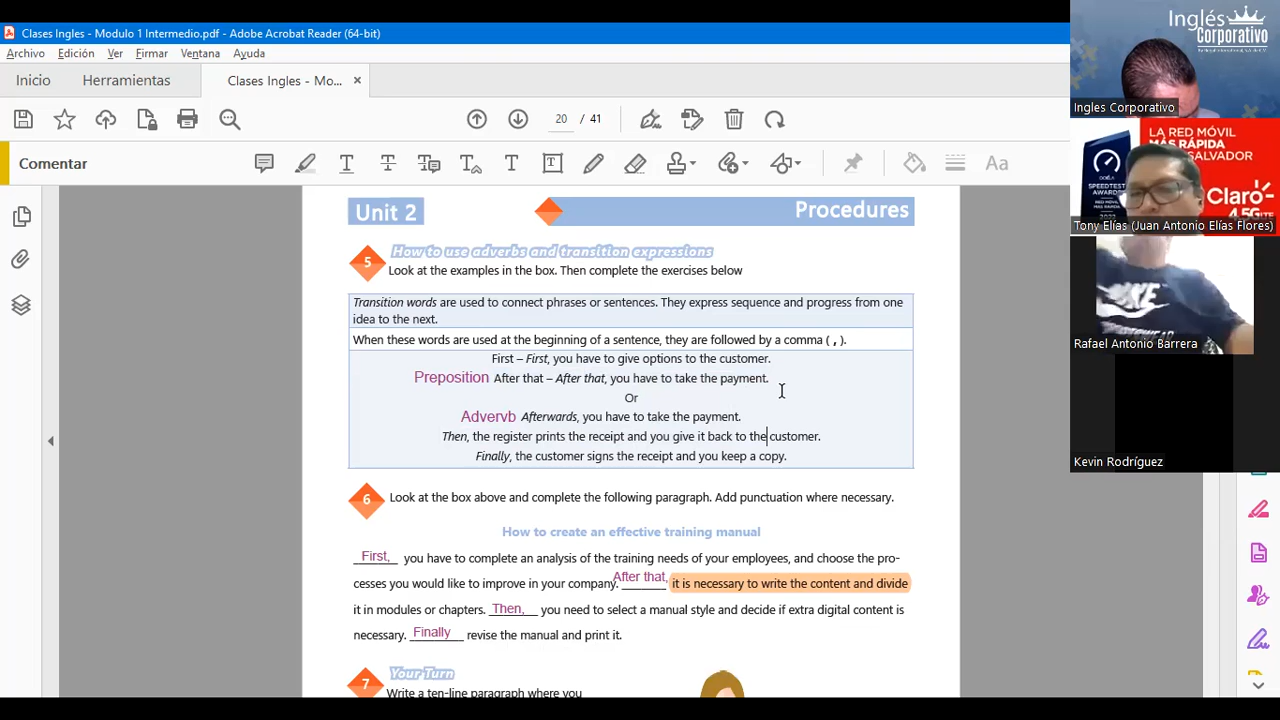 Clases Ingles - Modulo 1 Intermedio.pdf - Adobe Acrobat Reader (64-bit)
Archivo Edición Ver Firmar Ventana Ayuda
Inicio Herramientas Clases Ingles - Mo... ×
20 / 41
Comentar
Unit 2 Procedures
5 How to use adverbs and transition expressions
Look at the examples in the box. Then complete the exercises below
Transition words are used to connect phrases or sentences. They express sequence and progress from one
idea to the next.
When these words are used at the beginning of a sentence, they are followed by a comma ( , ).
First – First, you have to give options to the customer.
Preposition After that – After that, you have to take the payment.
Or
Advervb Afterwards, you have to take the payment.
Then, the register prints the receipt and you give it back to the customer.
Finally, the customer signs the receipt and you keep a copy.
6 Look at the box above and complete the following paragraph. Add punctuation where necessary.
How to create an effective training manual
First, you have to complete an analysis of the training needs of your employees, and choose the pro-
cesses you would like to improve in your company. After that, it is necessary to write the content and divide
it in modules or chapters. Then, you need to select a manual style and decide if extra digital content is
necessary. Finally revise the manual and print it.
7 Your Turn
Write a ten-line paragraph where you
Inglés
Corporativo
Ingles Corporativo
LA RED MÓVIL
MÁS RÁPIDA
SALVADOR
SPEEDTEST
AWARDS
Claro
4.5G LTE
Tony Elías (Juan Antonio Elías Flores)
Rafael Antonio Barrera
Kevin Rodríguez